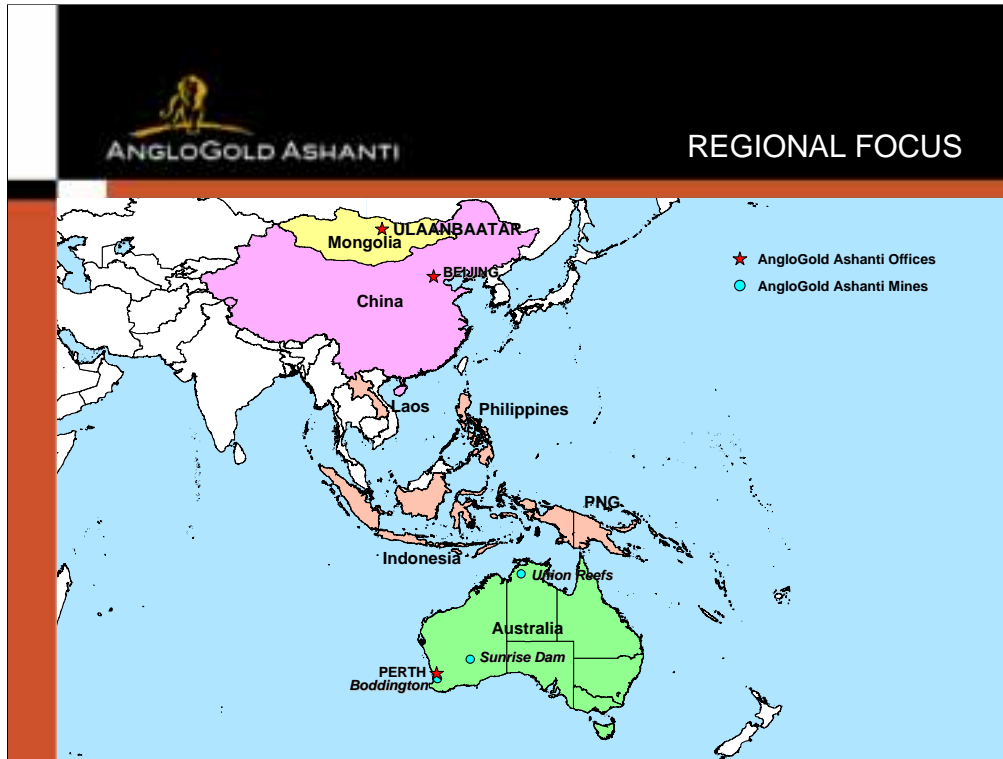 ANGLOGOLD ASHANTI
REGIONAL FOCUS
ULAANBAATAR
Mongolia
BEIJING
China
AngloGold Ashanti Offices
AngloGold Ashanti Mines
Laos
Philippines
PNG
Indonesia
Union Reefs
Australia
Sunrise Dam
PERTH
Boddington